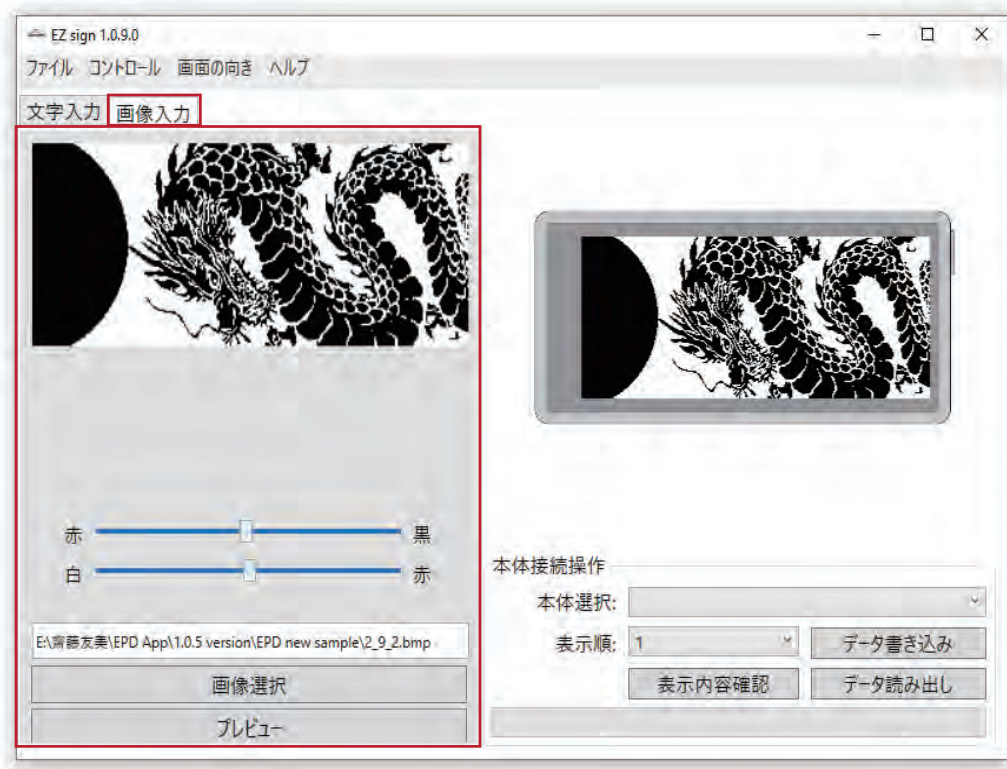 EZ sign 1.0.9.0
ファイル コントロール 画面の向き ヘルプ
文字入力 画像入力
赤 黒
白 赤
E:\齋藤友美\EPD App\1.0.5 version\EPD new sample\2_9_2.bmp
画像選択
プレビュー
本体接続操作
本体選択:
表示順: 1 データ書き込み
表示内容確認 データ読み出し